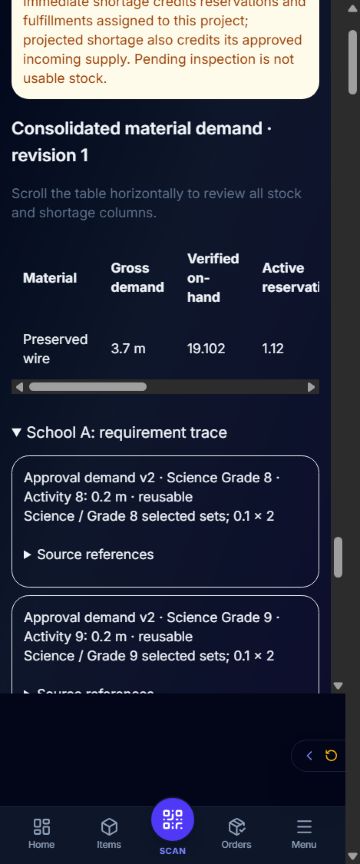 immediate shortage credits reservations and
fulfillments assigned to this project;
projected shortage also credits its approved
incoming supply. Pending inspection is not
usable stock.
Consolidated material demand ·
revision 1
Scroll the table horizontally to review all stock
and shortage columns.
Material
Gross
demand
Verified
on-
hand
Active
reservati
Preserved
wire
3.7 m
19.102
1.12
▼ School A: requirement trace
Approval demand v2 · Science Grade 8 ·
Activity 8: 0.2 m · reusable
Science / Grade 8 selected sets; 0.1 × 2
▶ Source references
Approval demand v2 · Science Grade 9 ·
Activity 9: 0.2 m · reusable
Science / Grade 9 selected sets; 0.1 × 2
▶ Source references
Home
Items
SCAN
Orders
Menu